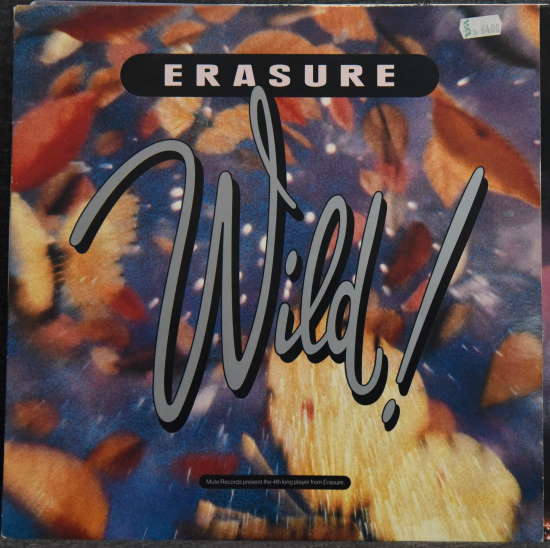 ERASURE
Wild!
Mute Records present the 4th long player from Erasure.